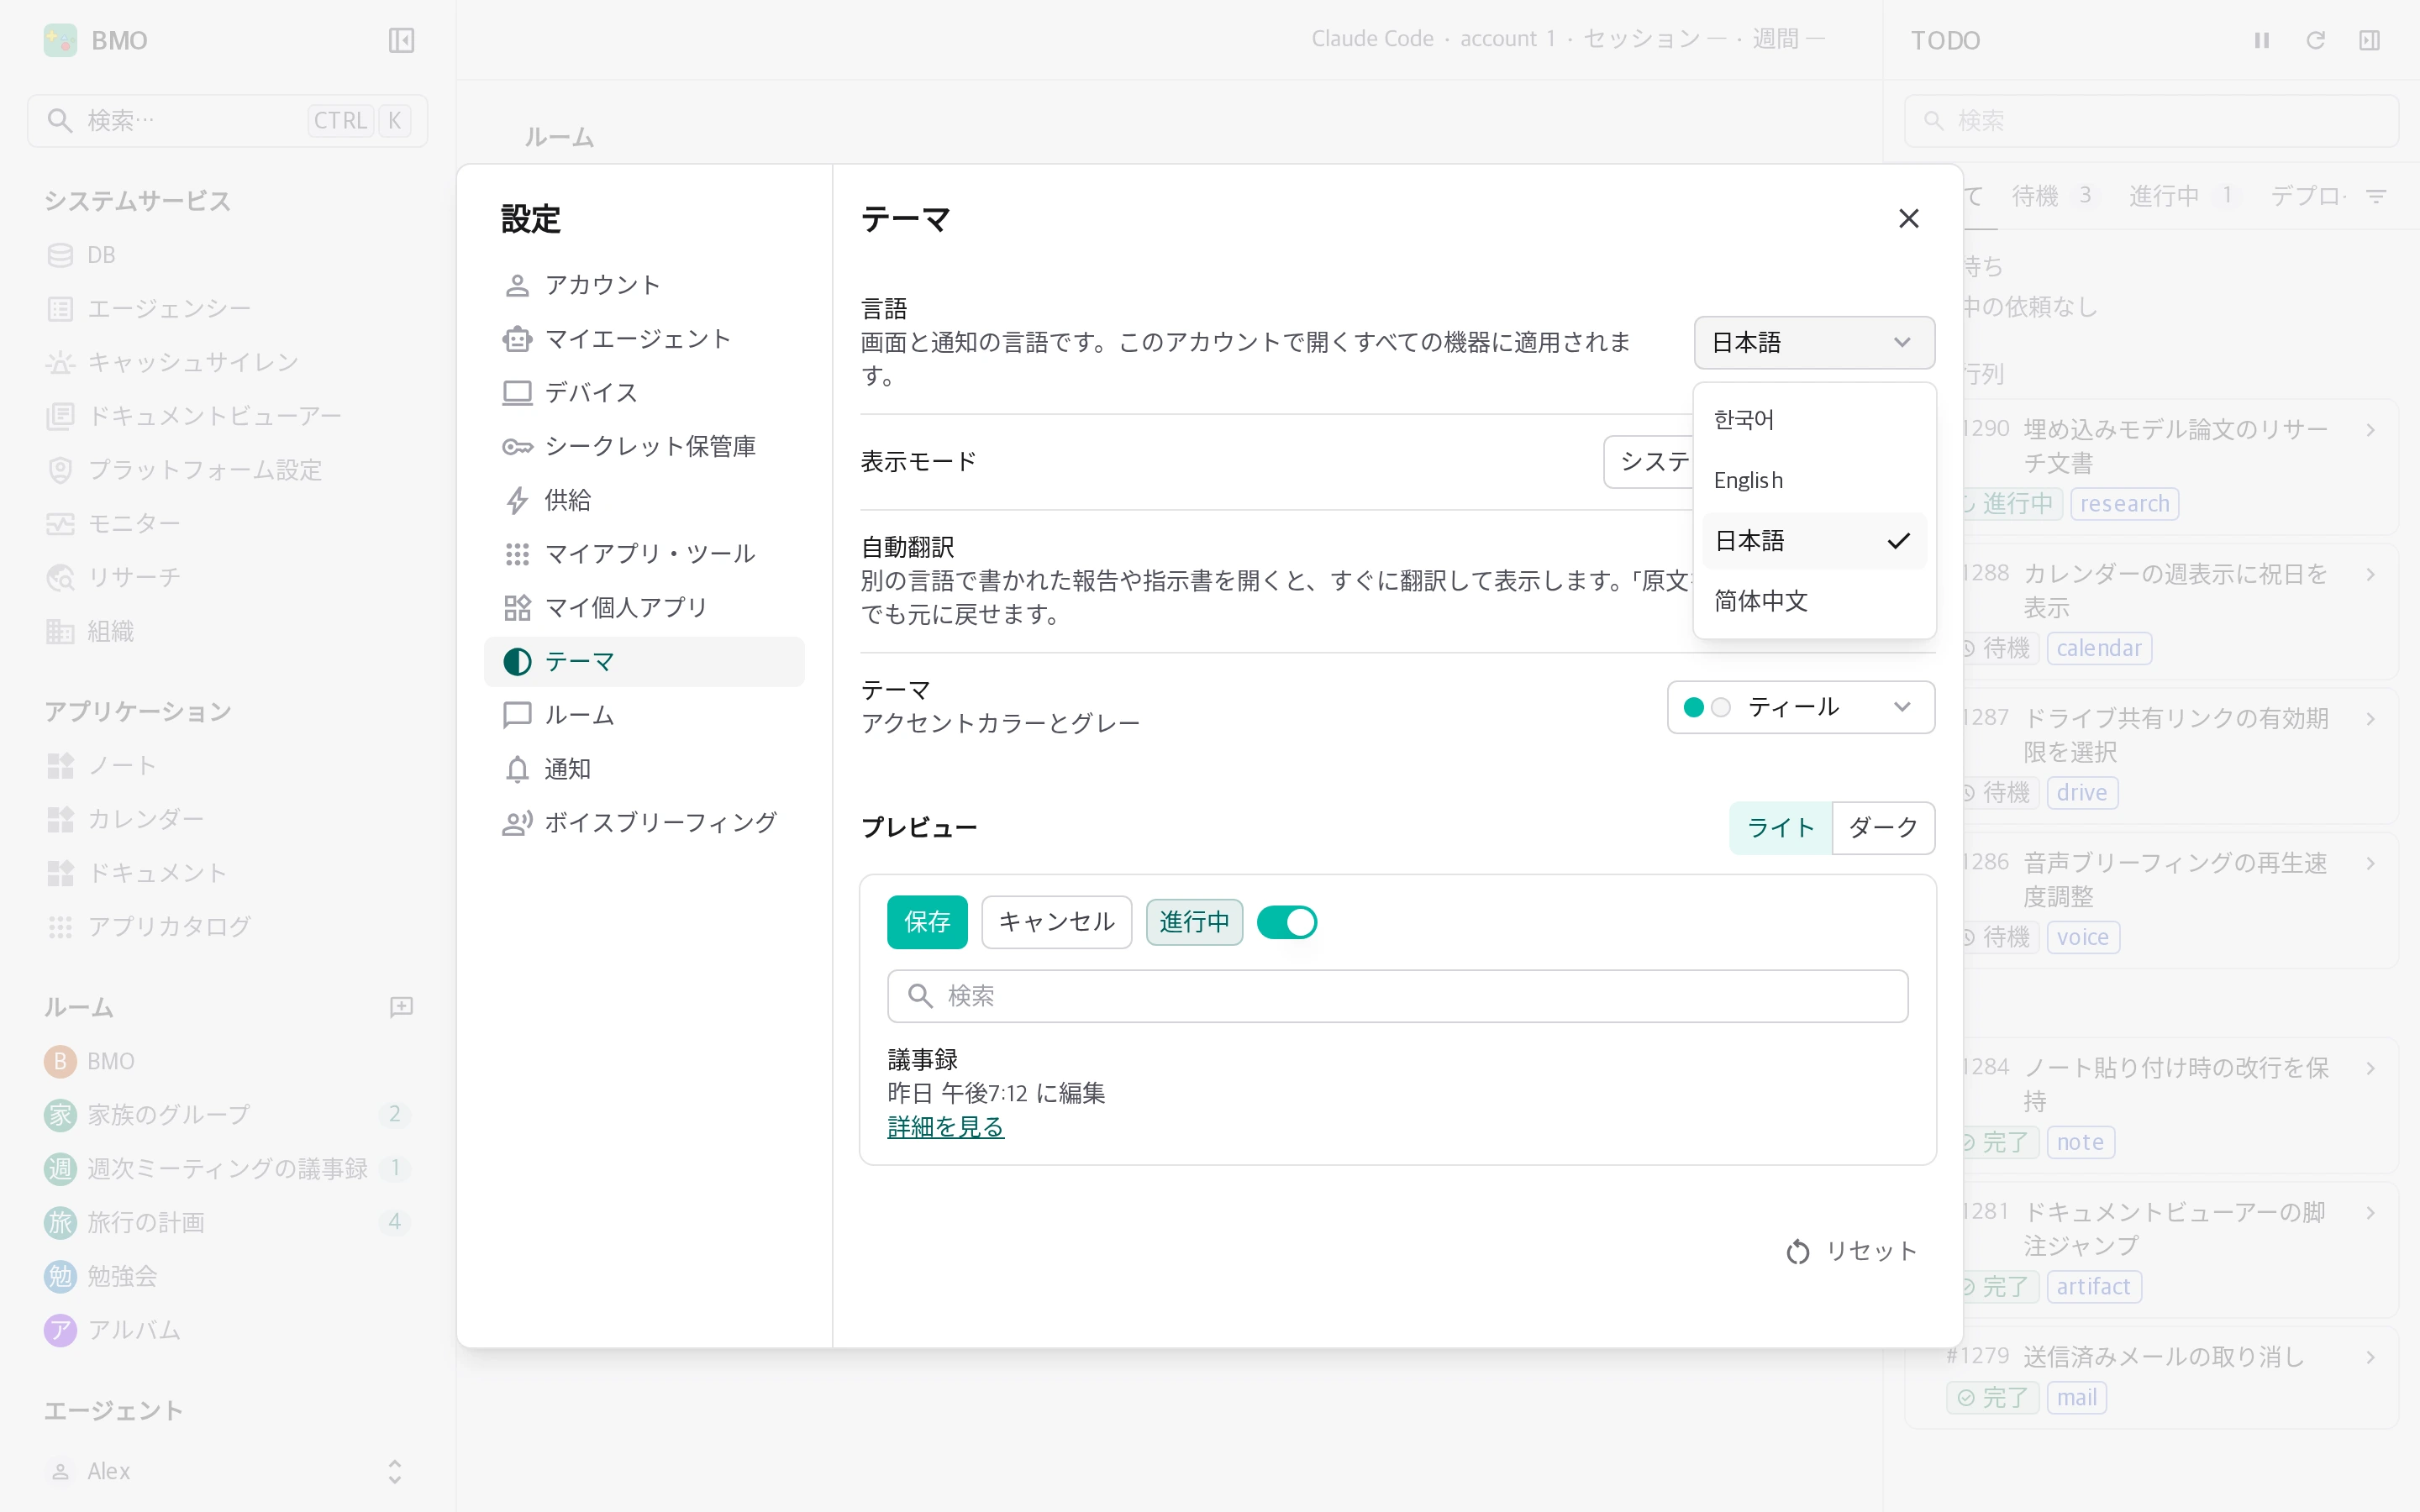 BMO
検索…
CTRL K
システムサービス
DB
エージェンシー
キャッシュサイレン
ドキュメントビューアー
プラットフォーム設定
モニター
リサーチ
組織
アプリケーション
ノート
カレンダー
ドキュメント
アプリカタログ
ルーム
B BMO
家 家族のグループ 2
週 週次ミーティングの議事録 1
旅 旅行の計画 4
勉 勉強会
ア アルバム
エージェント
Alex
Claude Code · account 1 · セッション — · 週間 —
ルーム
設定
アカウント
マイエージェント
デバイス
シークレット保管庫
供給
マイアプリ・ツール
マイ個人アプリ
テーマ
ルーム
通知
ボイスブリーフィング
テーマ
言語
画面と通知の言語です。このアカウントで開くすべての機器に適用されま
す。
日本語
한국어
English
日本語
简体中文
表示モード
システ
自動翻訳
別の言語で書かれた報告や指示書を開くと、すぐに翻訳して表示します。「原文
でも元に戻せます。
テーマ
アクセントカラーとグレー
ティール
プレビュー
ライト ダーク
保存 キャンセル 進行中
検索
議事録
昨日 午後7:12 に編集
詳細を見る
リセット
TODO
検索
て 待機 3 進行中 1 デプロ
待ち
中の依頼なし
行列
1290 埋め込みモデル論文のリサー
チ文書
進行中 research
1288 カレンダーの週表示に祝日を
表示
待機 calendar
1287 ドライブ共有リンクの有効期
限を選択
待機 drive
1286 音声ブリーフィングの再生速
度調整
待機 voice
1284 ノート貼り付け時の改行を保
持
完了 note
1281 ドキュメントビューアーの脚
注ジャンプ
完了 artifact
#1279 送信済みメールの取り消し
完了 mail